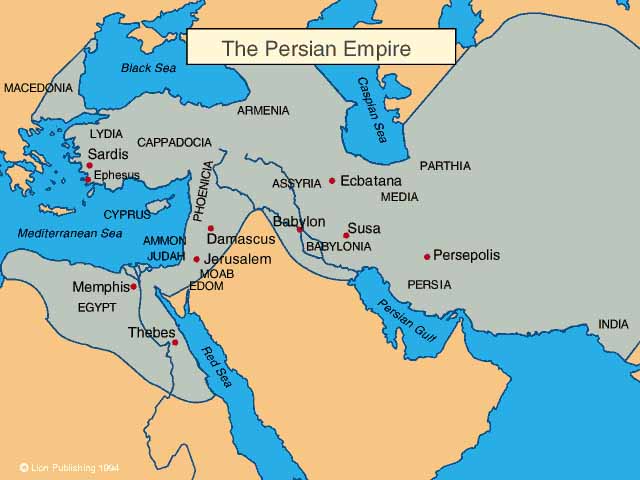 The Persian Empire
Black Sea
Caspian Sea
MACEDONIA
ARMENIA
LYDIA
CAPPADOCIA
Sardis
Ephesus
PHOENICIA
ASSYRIA
Ecbatana
PARTHIA
MEDIA
CYPRUS
Mediterranean Sea
AMMON
JUDAH
Damascus
Jerusalem
MOAB
EDOM
Babylon
BABYLONIA
Susa
Persepolis
PERSIA
Memphis
EGYPT
Thebes
Red Sea
Persian Gulf
INDIA
© Lion Publishing 1994